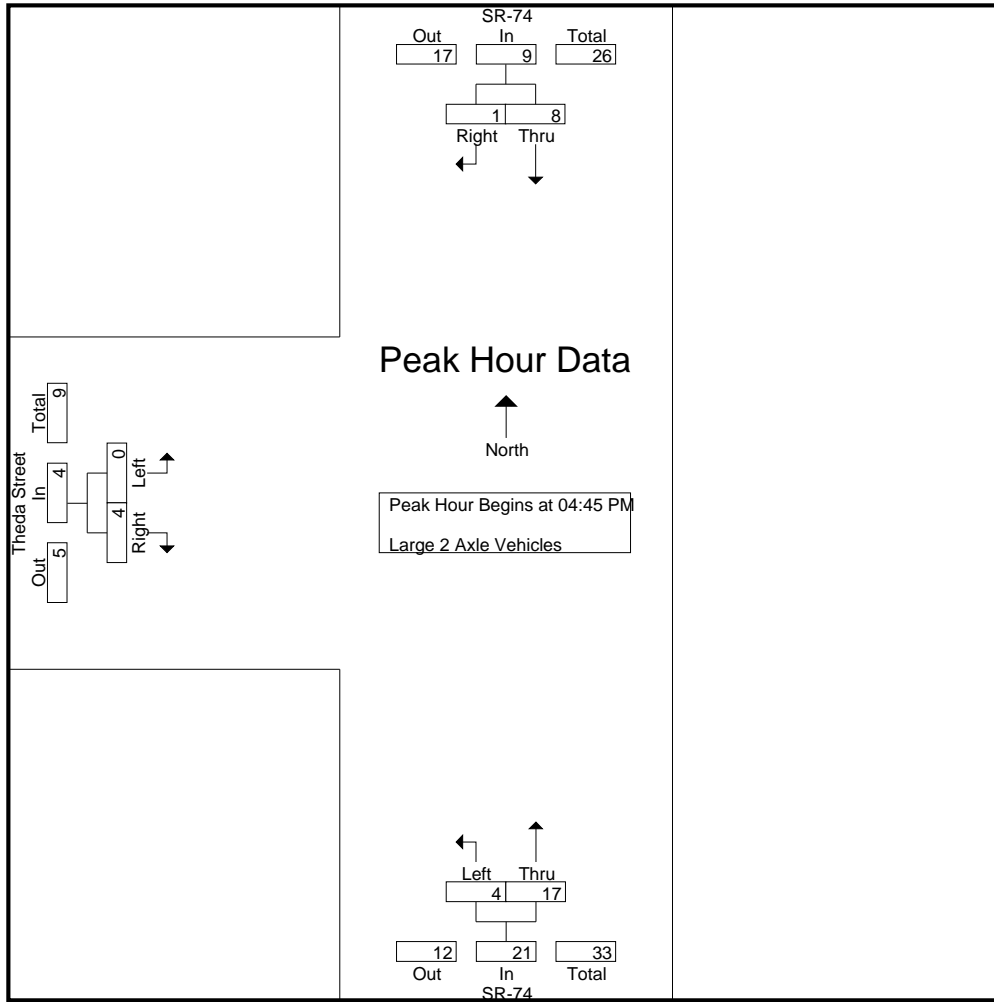 SR-74
Out In Total
17 9 26
1 8
Right Thru
Peak Hour Data
North
Peak Hour Begins at 04:45 PM
Large 2 Axle Vehicles
Theda Street
Out In Total
5 4 9
4 0
Right Left
Left Thru
4 17
12 21 33
Out In Total
SR-74